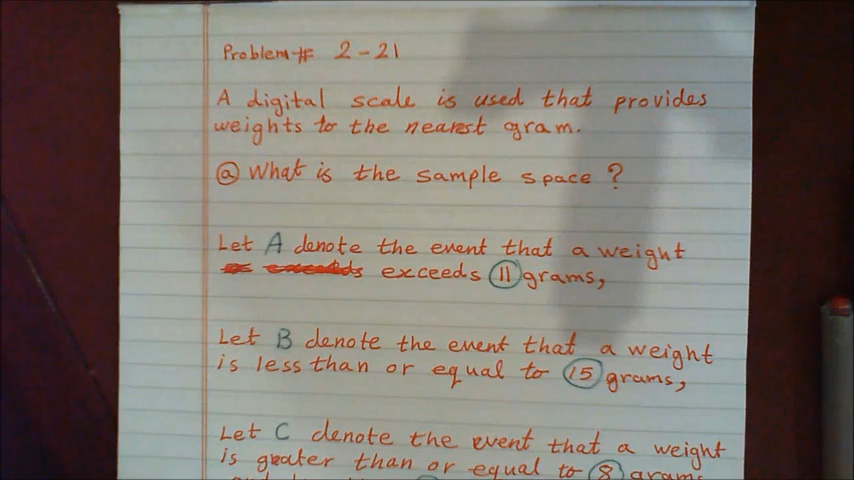 Problem# 2-21
A digital scale is used that provides
weights to the nearest gram.
ⓐ What is the sample space?
Let A denote the event that a weight
exceeds 11 grams,
Let B denote the event that a weight
is less than or equal to 15 grams,
Let C denote the event that a weight
is greater than or equal to 8 grams